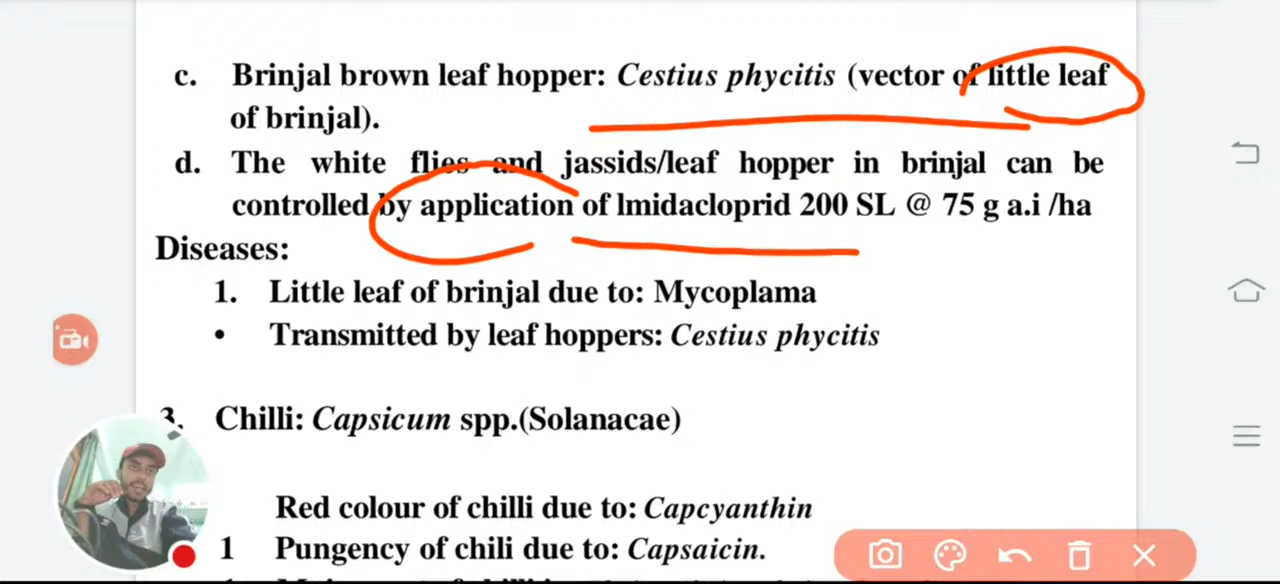 c. Brinjal brown leaf hopper: Cestius phycitis (vector of little leaf
of brinjal).
d. The white flies and jassids/leaf hopper in brinjal can be
controlled by application of Imidacloprid 200 SL @ 75 g a.i /ha
Diseases:
1. Little leaf of brinjal due to: Mycoplama
• Transmitted by leaf hoppers: Cestius phycitis
3. Chilli: Capsicum spp.(Solanacae)
Red colour of chilli due to: Capcyanthin
1 Pungency of chili due to: Capsaicin.